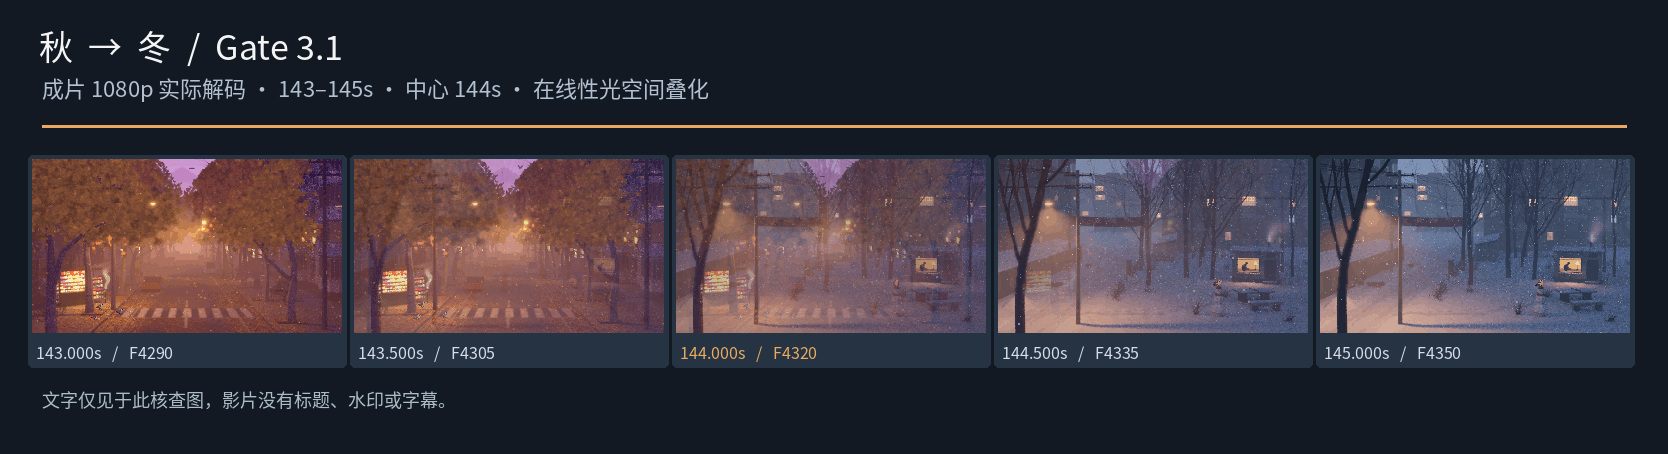 秋 → 冬 / Gate 3.1
成片 1080p 实际解码 • 143–145s • 中心 144s • 在线性光空间叠化
143.000s / F4290
143.500s / F4305
144.000s / F4320
144.500s / F4335
145.000s / F4350
文字仅见于此核查图，影片没有标题、水印或字幕。